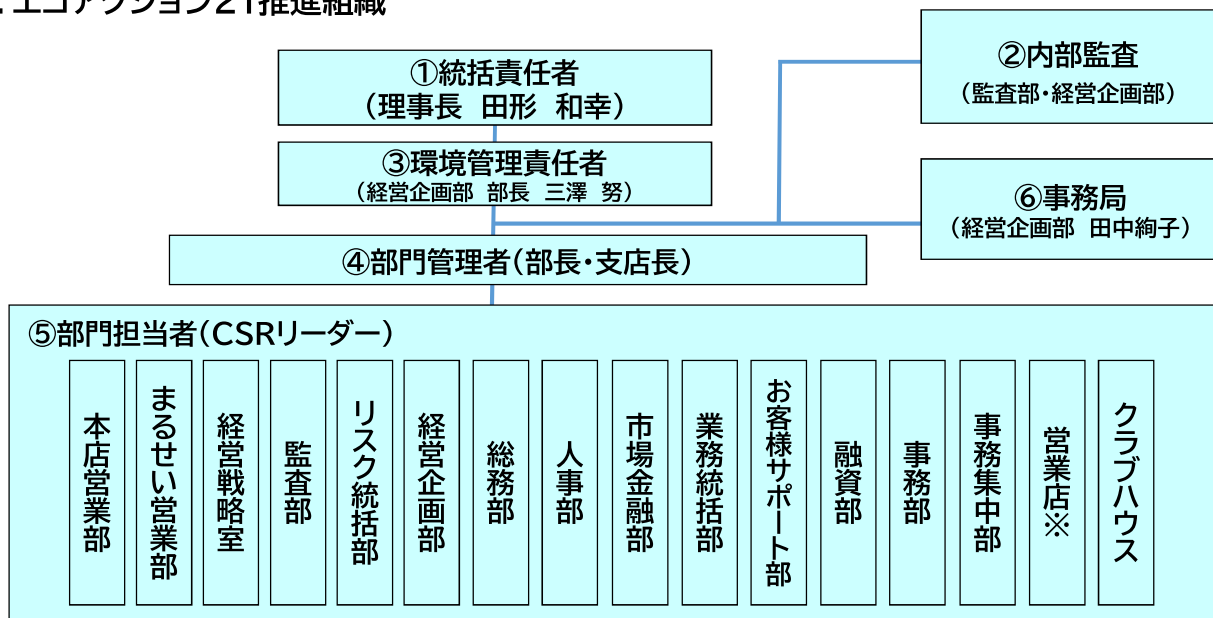 エコアクション21推進組織
①統括責任者
(理事長 田形 和幸)
②内部監査
(監査部・経営企画部)
③環境管理責任者
(経営企画部 部長 三澤 努)
⑥事務局
(経営企画部 田中絢子)
④部門管理者(部長・支店長)
⑤部門担当者(CSRリーダー)
本店営業部
まるせい営業部
経営戦略室
監査部
リスク統括部
経営企画部
総務部
人事部
市場金融部
業務統括部
お客様サポート部
融資部
事務部
事務集中部
営業店※
クラブハウス